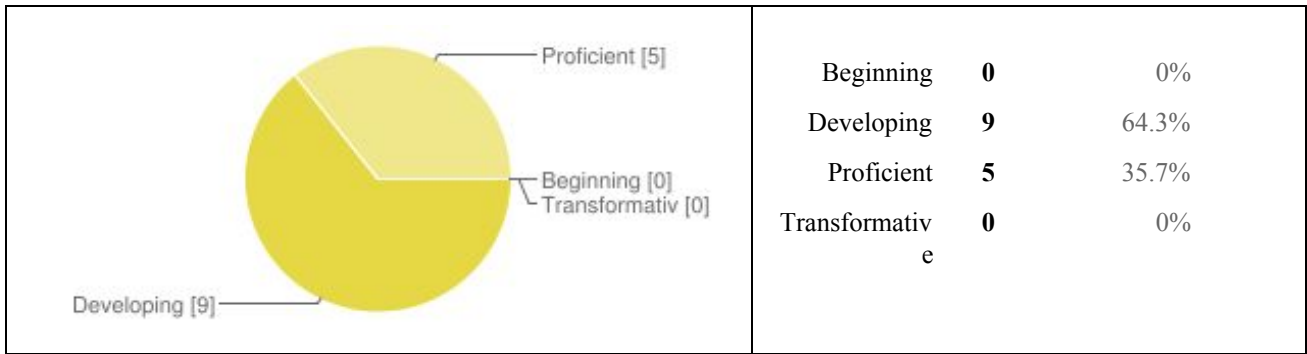 Proficient [5]
Beginning [0]
Transformativ [0]
Developing [9]
Beginning 0 0%
Developing 9 64.3%
Proficient 5 35.7%
Transformativ 0 0%
e